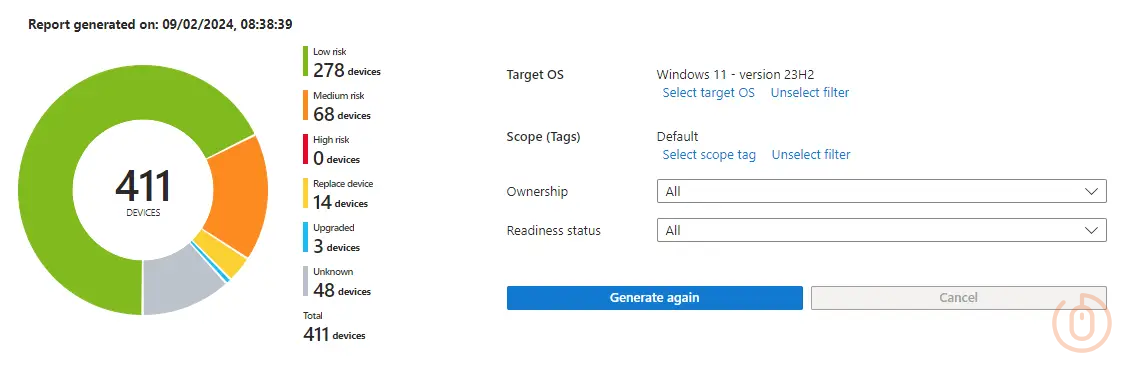 Report generated on: 09/02/2024, 08:38:39
411
DEVICES
Low risk
278 devices
Medium risk
68 devices
High risk
0 devices
Replace device
14 devices
Upgraded
3 devices
Unknown
48 devices
Total
411 devices
Target OS
Windows 11 - version 23H2
Select target OS Unselect filter
Scope (Tags)
Default
Select scope tag Unselect filter
Ownership
All
Readiness status
All
Generate again
Cancel